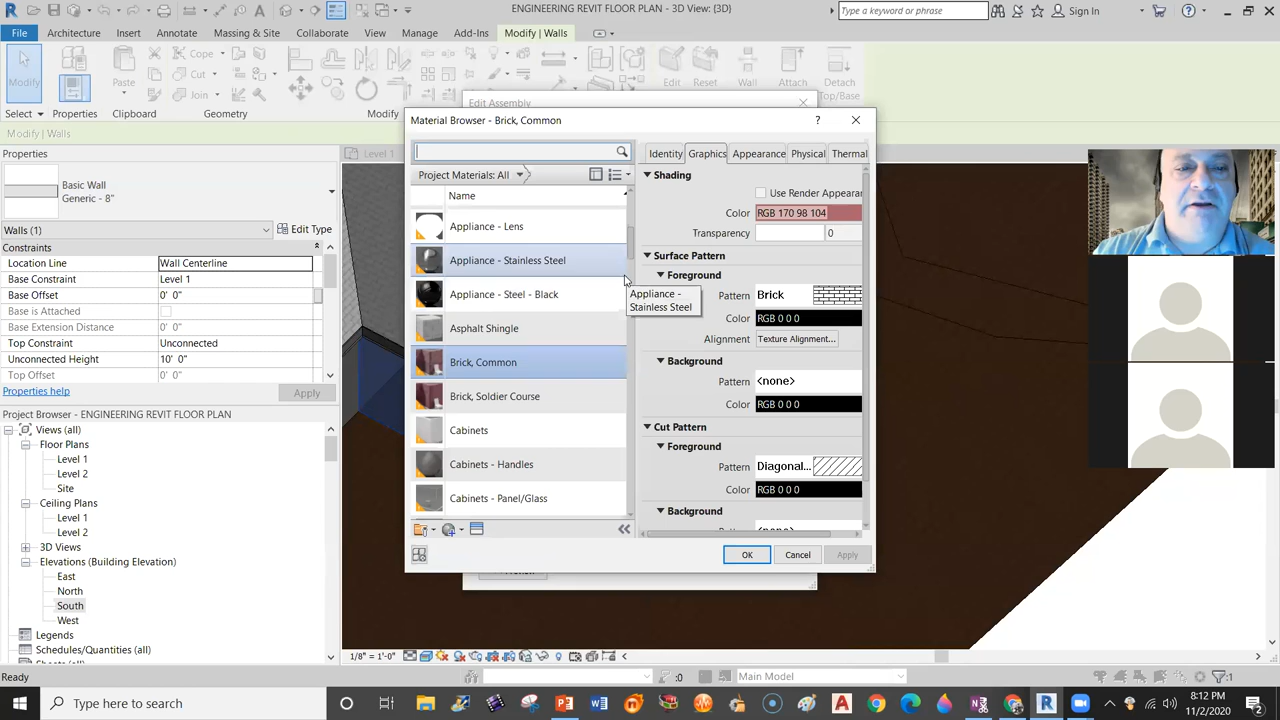 ENGINEERING REVIT FLOOR PLAN - 3D View: {3D}
Type a keyword or phrase
Sign In
File
Architecture
Insert
Annotate
Massing & Site
Collaborate
View
Manage
Add-Ins
Modify | Walls
Modify
Paste
Cope
Cut
Join
Edit
Reset
Wall
Attach
Detach
Top/Base
Select
Properties
Clipboard
Geometry
Modify
Modify | Walls
Properties
Level 1
Basic Wall
Generic - 8"
Walls (1)
Edit Type
Constraints
Location Line
Wall Centerline
Base Constraint
Level 1
Base Offset
0' 0"
Base is Attached
Base Extension Distance
0' 0"
Top Constraint
Unconnected
Unconnected Height
10' 0"
Top Offset
0' 0"
Properties help
Apply
Project Browser - ENGINEERING REVIT FLOOR PLAN
Views (all)
Floor Plans
Level 1
Level 2
Site
Ceiling Plans
Level 1
Level 2
3D Views
Elevations (Building Elevation)
East
North
South
West
Legends
Schedules/Quantities (all)
Edit Assembly
Material Browser - Brick, Common
Project Materials: All
Name
Appliance - Lens
Appliance - Stainless Steel
Appliance - Steel - Black
Asphalt Shingle
Brick, Common
Brick, Soldier Course
Cabinets
Cabinets - Handles
Cabinets - Panel/Glass
Appliance -
Stainless Steel
Identity
Graphics
Appearance
Physical
Thermal
Shading
Use Render Appearan
Color
RGB 170 98 104
Transparency
0
Surface Pattern
Foreground
Pattern
Brick
Color
RGB 0 0 0
Alignment
Texture Alignment...
Background
Pattern
<none>
Color
RGB 0 0 0
Cut Pattern
Foreground
Pattern
Diagonal...
Color
RGB 0 0 0
Background
OK
Cancel
Apply
1/8" = 1'-0"
Ready
:0
Main Model
:1
Type here to search
8:12 PM
11/2/2020
2